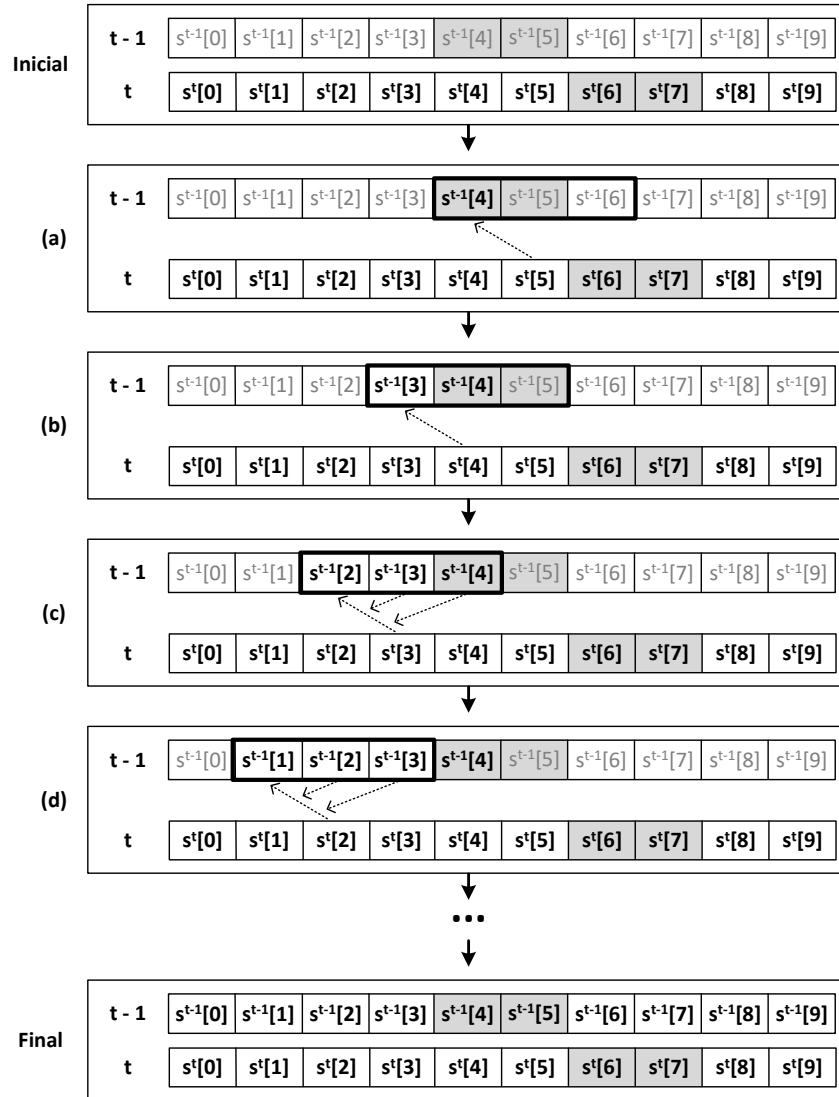 t - 1 s^t-1[0] s^t-1[1] s^t-1[2] s^t-1[3] s^t-1[4] s^t-1[5] s^t-1[6] s^t-1[7] s^t-1[8] s^t-1[9]
Inicial
t s^t[0] s^t[1] s^t[2] s^t[3] s^t[4] s^t[5] s^t[6] s^t[7] s^t[8] s^t[9]
t - 1 s^t-1[0] s^t-1[1] s^t-1[2] s^t-1[3] s^t-1[4] s^t-1[5] s^t-1[6] s^t-1[7] s^t-1[8] s^t-1[9]
(a)
t s^t[0] s^t[1] s^t[2] s^t[3] s^t[4] s^t[5] s^t[6] s^t[7] s^t[8] s^t[9]
t - 1 s^t-1[0] s^t-1[1] s^t-1[2] s^t-1[3] s^t-1[4] s^t-1[5] s^t-1[6] s^t-1[7] s^t-1[8] s^t-1[9]
(b)
t s^t[0] s^t[1] s^t[2] s^t[3] s^t[4] s^t[5] s^t[6] s^t[7] s^t[8] s^t[9]
t - 1 s^t-1[0] s^t-1[1] s^t-1[2] s^t-1[3] s^t-1[4] s^t-1[5] s^t-1[6] s^t-1[7] s^t-1[8] s^t-1[9]
(c)
t s^t[0] s^t[1] s^t[2] s^t[3] s^t[4] s^t[5] s^t[6] s^t[7] s^t[8] s^t[9]
t - 1 s^t-1[0] s^t-1[1] s^t-1[2] s^t-1[3] s^t-1[4] s^t-1[5] s^t-1[6] s^t-1[7] s^t-1[8] s^t-1[9]
(d)
t s^t[0] s^t[1] s^t[2] s^t[3] s^t[4] s^t[5] s^t[6] s^t[7] s^t[8] s^t[9]
...
t - 1 s^t-1[0] s^t-1[1] s^t-1[2] s^t-1[3] s^t-1[4] s^t-1[5] s^t-1[6] s^t-1[7] s^t-1[8] s^t-1[9]
Final
t s^t[0] s^t[1] s^t[2] s^t[3] s^t[4] s^t[5] s^t[6] s^t[7] s^t[8] s^t[9]